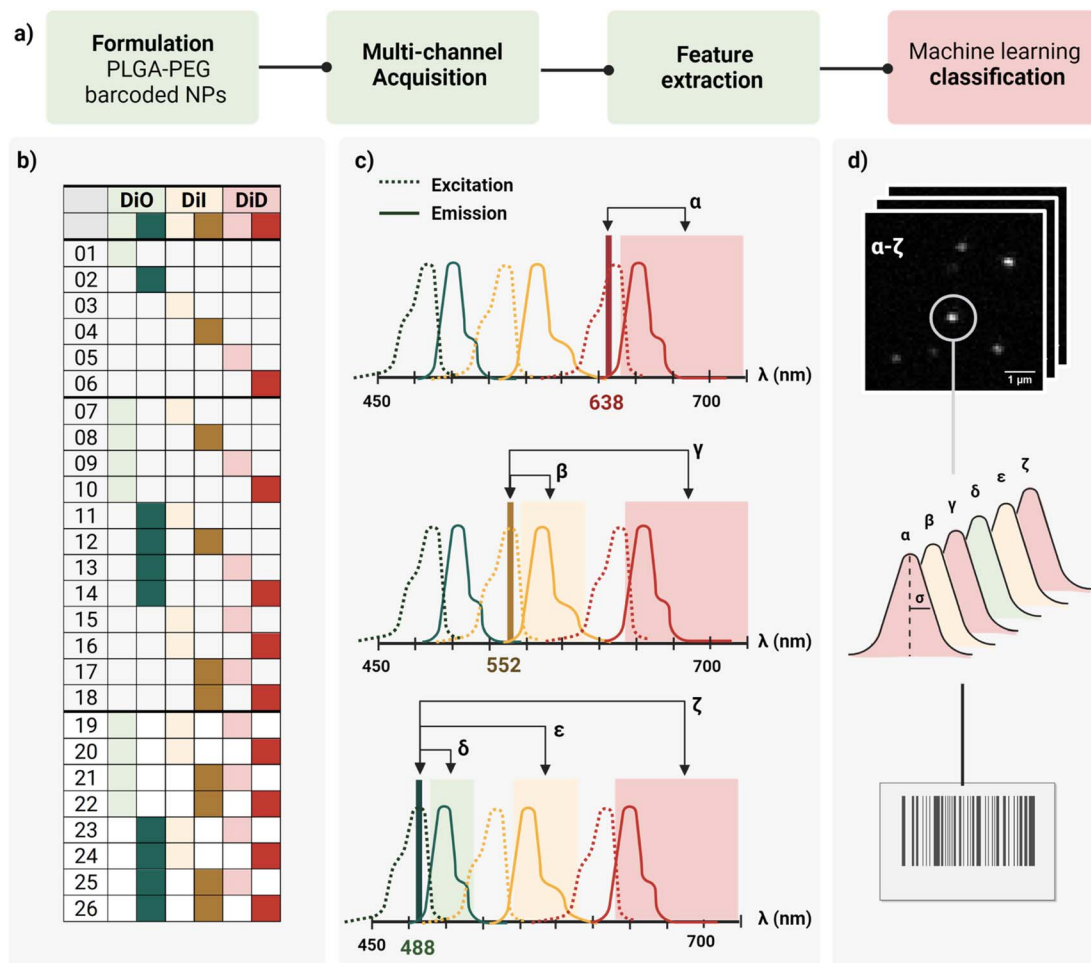 a)
Formulation
PLGA-PEG
barcoded NPs
Multi-channel
Acquisition
Feature
extraction
Machine learning
classification
b)
DiO DiI DiD
01
02
03
04
05
06
07
08
09
10
11
12
13
14
15
16
17
18
19
20
21
22
23
24
25
26
c)
Excitation
Emission
α
λ (nm)
450 638 700
γ
β
λ (nm)
450 552 700
ζ
ε
δ
λ (nm)
450 488 700
d)
α-ζ
1 µm
α β γ δ ε ζ
σ